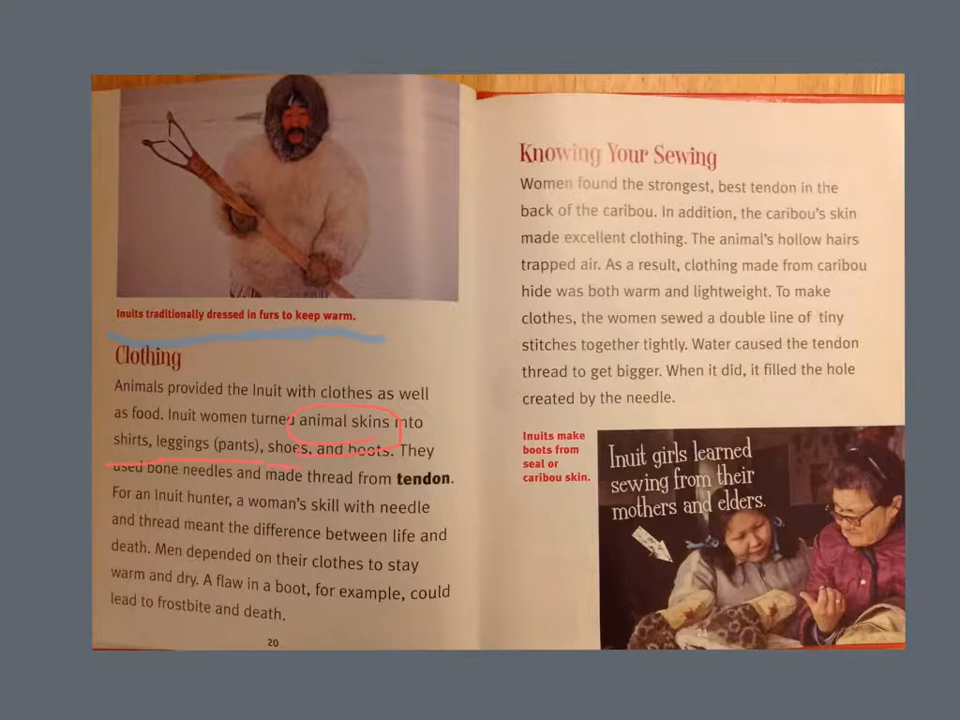 Inuits traditionally dressed in furs to keep warm.
Clothing
Animals provided the Inuit with clothes as well
as food. Inuit women turned animal skins into
shirts, leggings (pants), shoes, and boots. They
used bone needles and made thread from tendon.
For an Inuit hunter, a woman's skill with needle
and thread meant the difference between life and
death. Men depended on their clothes to stay
warm and dry. A flaw in a boot, for example, could
lead to frostbite and death.
20
Knowing Your Sewing
Women found the strongest, best tendon in the
back of the caribou. In addition, the caribou's skin
made excellent clothing. The animal's hollow hairs
trapped air. As a result, clothing made from caribou
hide was both warm and lightweight. To make
clothes, the women sewed a double line of tiny
stitches together tightly. Water caused the tendon
thread to get bigger. When it did, it filled the hole
created by the needle.
Inuits make
boots from
seal or
caribou skin.
Inuit girls learned
sewing from their
mothers and elders.